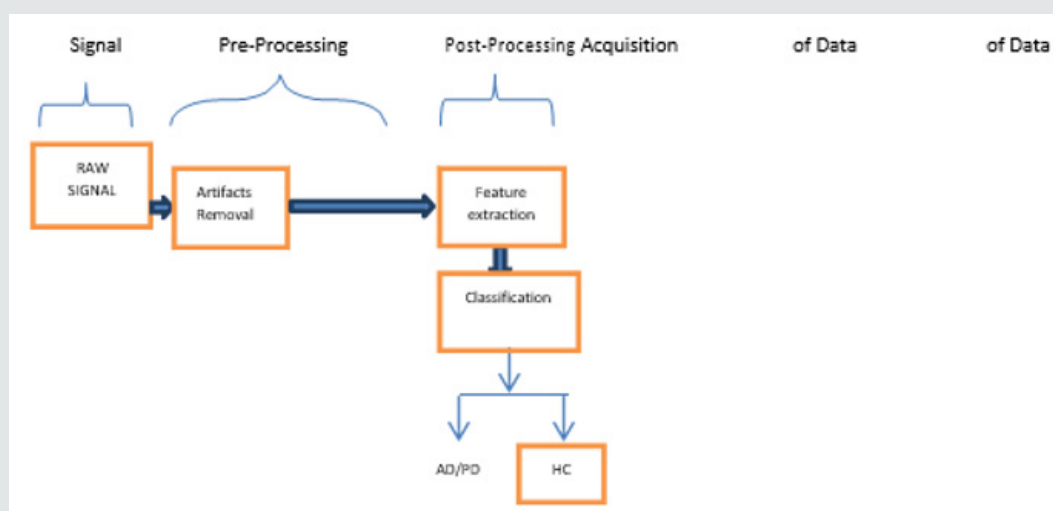 Signal Pre-Processing Post-Processing Acquisition of Data of Data
RAW
SIGNAL
Artifacts
Removal
Feature
extraction
Classification
AD/PD
HC